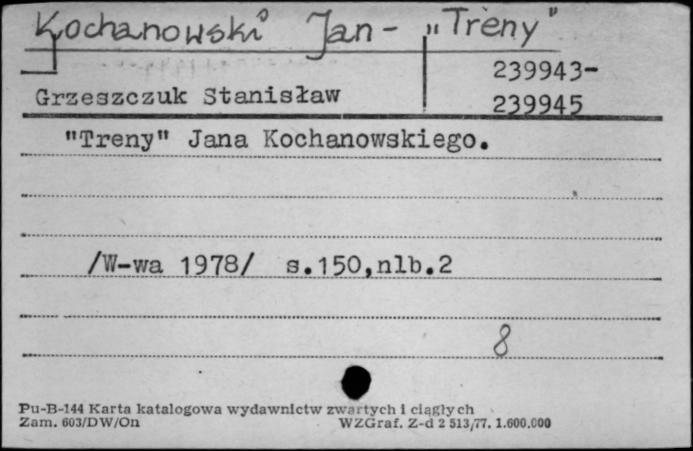 Kochanowski Jan - „Treny"
239943-
Grzeszczuk Stanisław
239945
"Treny" Jana Kochanowskiego.
/W-wa 1978/ s.150,nlb.2
8
Pu-B-144 Karta katalogowa wydawnictw zwartych i ciągłych
Zam. 603/DW/On WZGraf. Z-d 2 513/77. 1.600.000